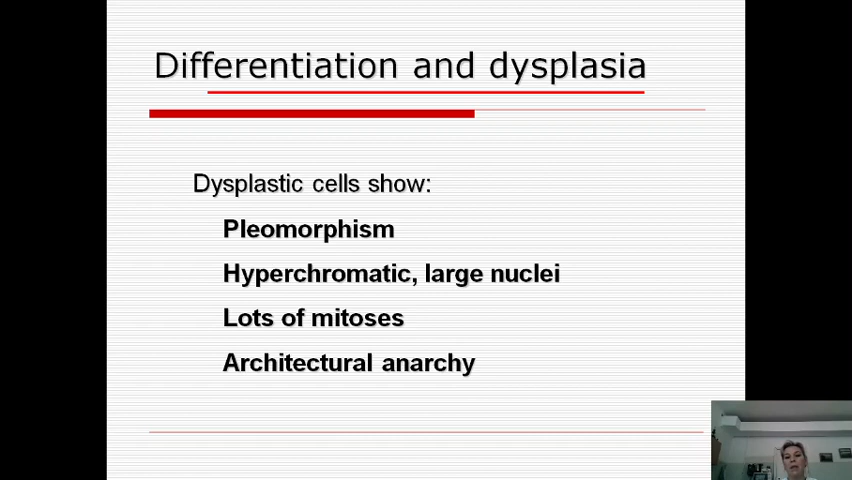 Differentiation and dysplasia
Dysplastic cells show:
Pleomorphism
Hyperchromatic, large nuclei
Lots of mitoses
Architectural anarchy